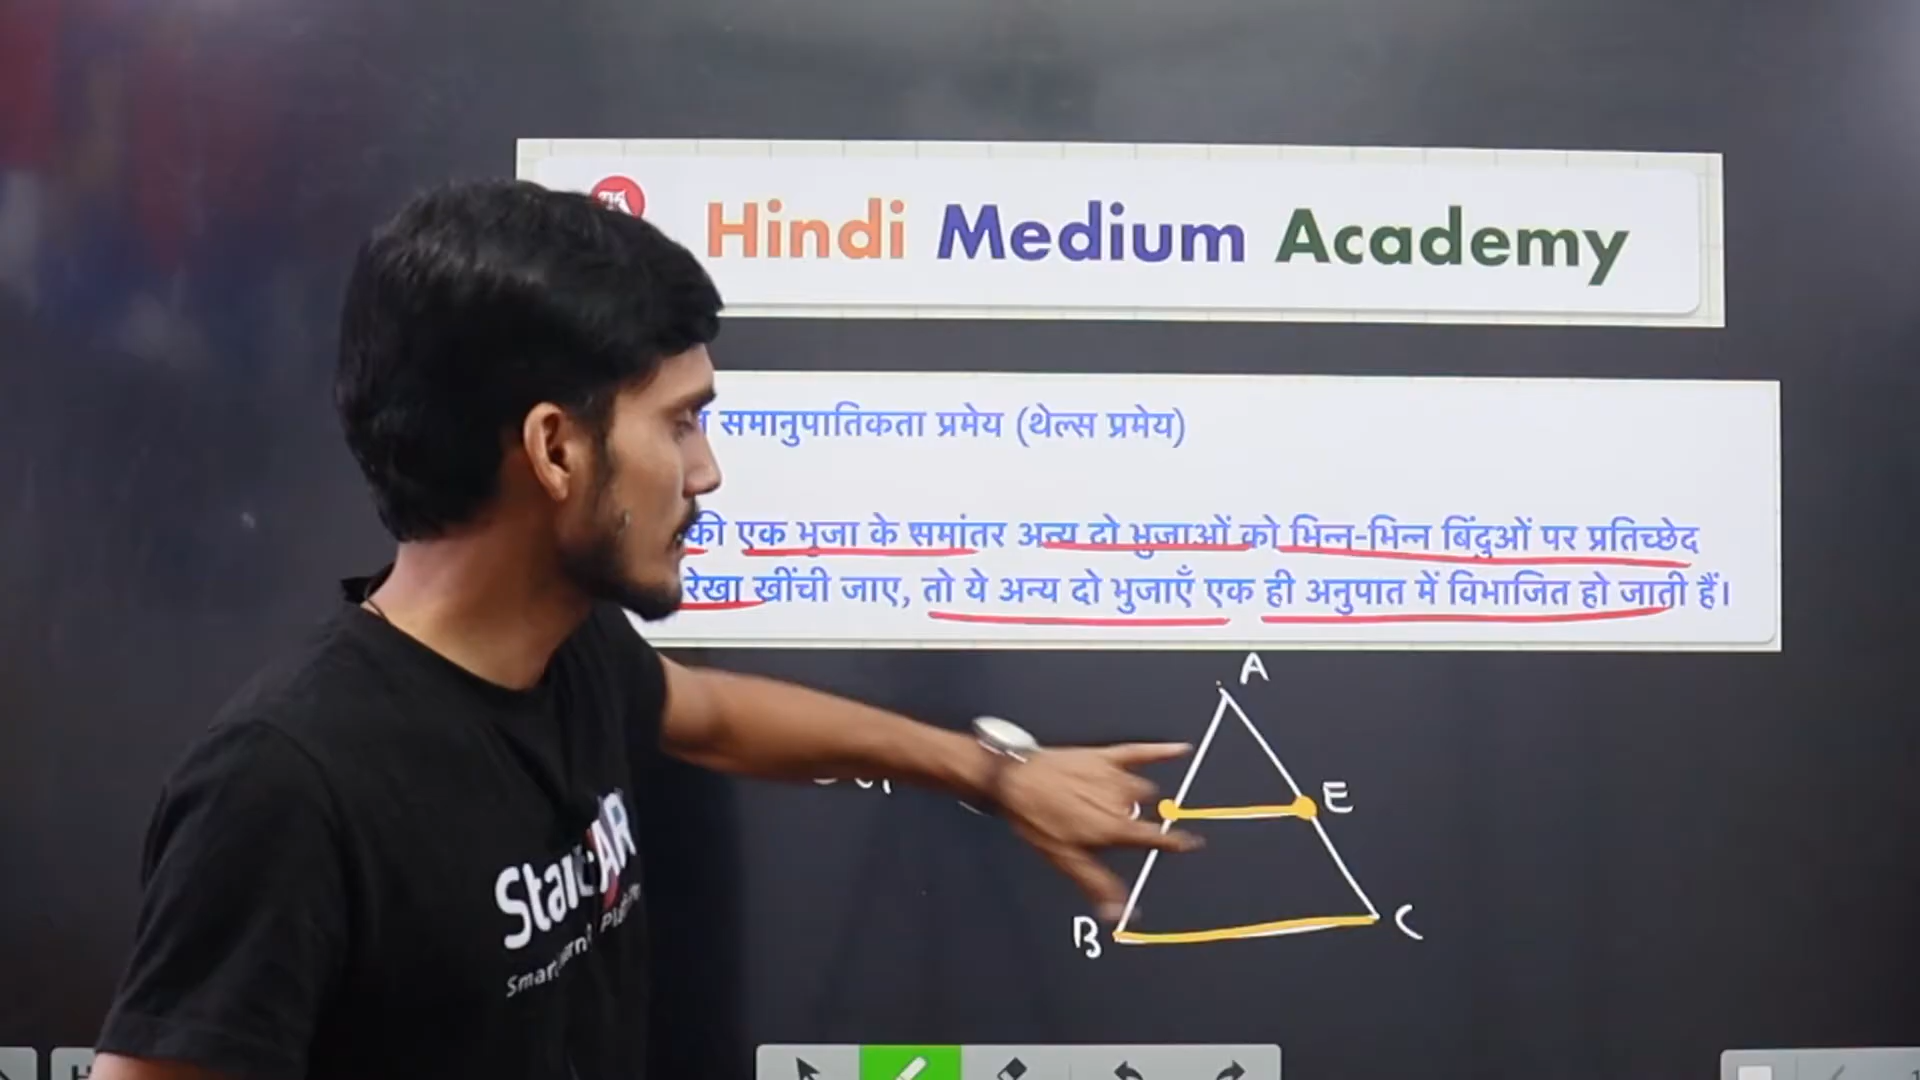 Hindi Medium Academy
समानुपातिकता प्रमेय (थेल्स प्रमेय)
की एक भुजा के समांतर अन्य दो भुजाओं को भिन्न-भिन्न बिंदुओं पर प्रतिच्छेद
रेखा खींची जाए, तो ये अन्य दो भुजाएँ एक ही अनुपात में विभाजित हो जाती हैं।
A
E
B
C